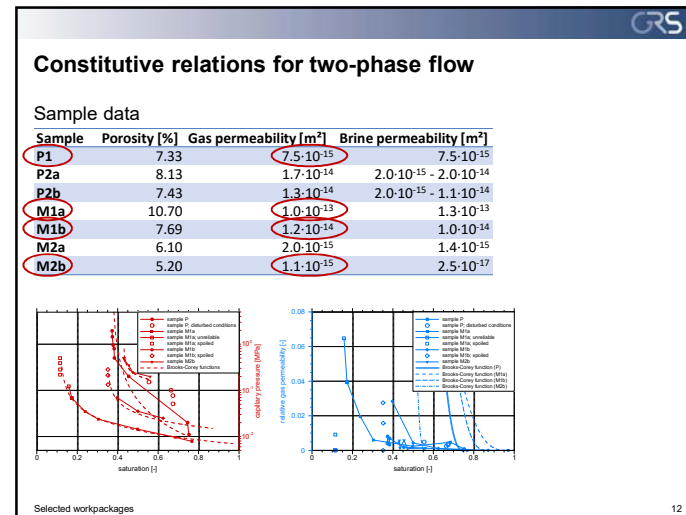 GRS
Constitutive relations for two-phase flow
Sample data
Sample Porosity [%] Gas permeability [m²] Brine permeability [m²]
P1 7.33 7.5·10⁻¹⁵ 7.5·10⁻¹⁵
P2a 8.13 1.7·10⁻¹⁴ 2.0·10⁻¹⁵ - 2.0·10⁻¹⁴
P2b 7.43 1.3·10⁻¹⁴ 2.0·10⁻¹⁵ - 1.1·10⁻¹⁴
M1a 10.70 1.0·10⁻¹³ 1.3·10⁻¹³
M1b 7.69 1.2·10⁻¹⁴ 1.0·10⁻¹⁴
M2a 6.10 2.0·10⁻¹⁵ 1.4·10⁻¹⁵
M2b 5.20 1.1·10⁻¹⁵ 2.5·10⁻¹⁷
sample P
sample P; disturbed conditions
sample M1a
sample M1a; unreliable
sample M1a; spoiled
sample M1b
sample M1b; spoiled
sample M2b
Brooks-Corey functions
10⁰
10⁻¹
10⁻²
capillary pressure [MPa]
0 0.2 0.4 0.6 0.8 1
saturation [-]
0.08
0.06
0.04
0.02
0
relative gas permeability [-]
sample P
sample P; disturbed conditions
sample M1a
sample M1a; unreliable
sample M1a; spoiled
sample M1b
sample M1b; spoiled
sample M2b
Brooks-Corey function (P)
Brooks-Corey function (M1a)
Brooks-Corey function (M1b)
Brooks-Corey function (M2b)
0 0.2 0.4 0.6 0.8 1
saturation [-]
Selected workpackages 12